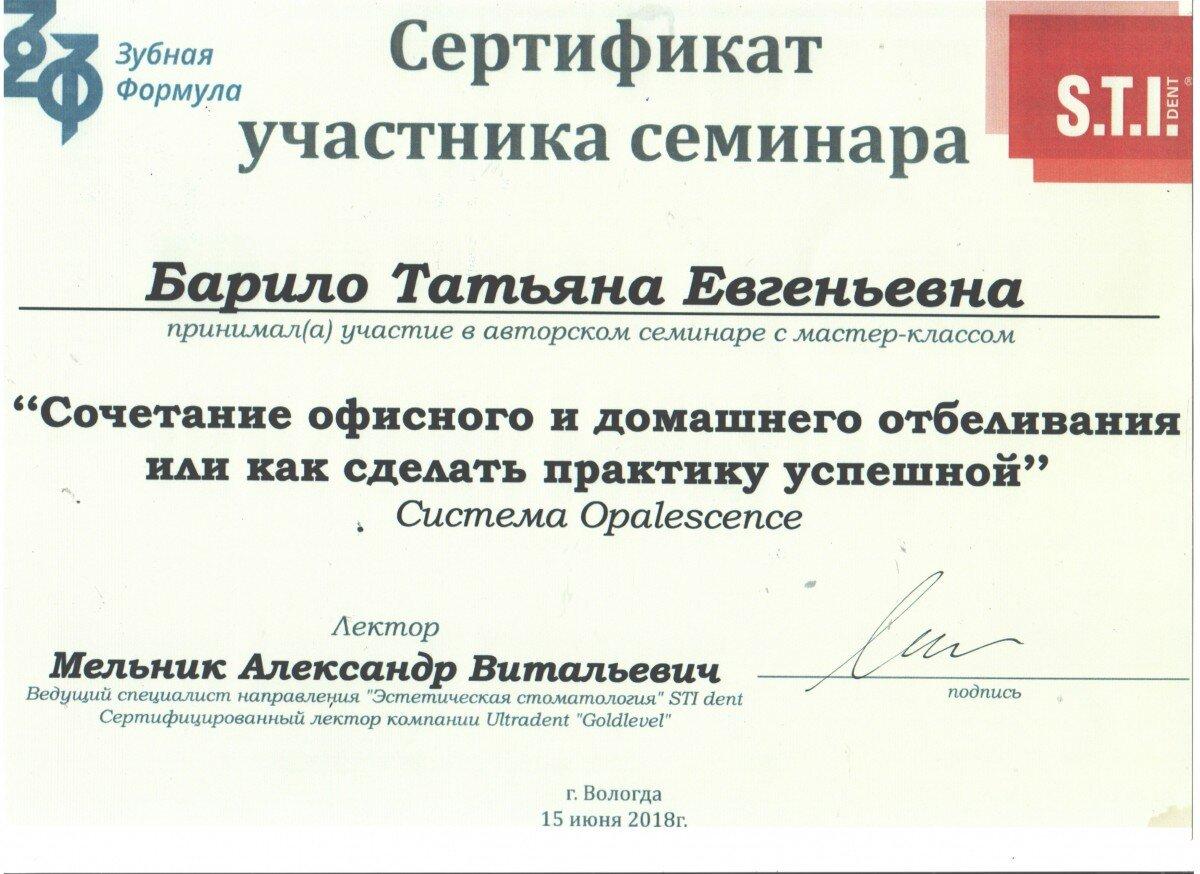 Зубная
Формула
Сертификат
участника семинара
S.T.I.
DENT
®
Барило Татьяна Евгеньевна
принимал(а) участие в авторском семинаре с мастер-классом
“Сочетание офисного и домашнего отбеливания
или как сделать практику успешной”
Система Opalescence
Лектор
Мельник Александр Витальевич
Ведущий специалист направления "Эстетическая стоматология" STI dent
Сертифицированный лектор компании Ultradent "Goldlevel"
подпись
г. Вологда
15 июня 2018г.